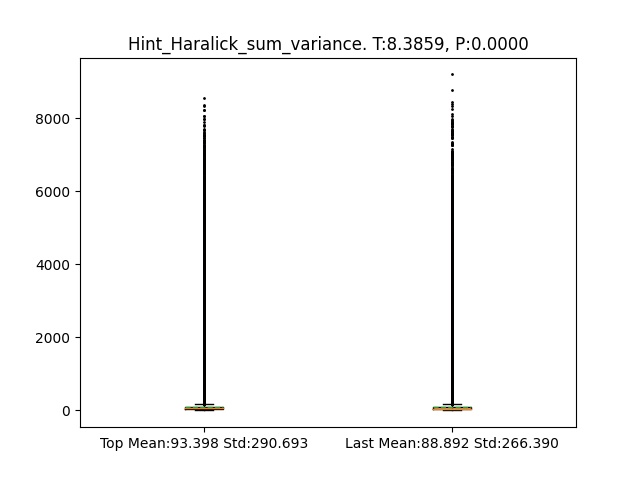 Hint_Haralick_sum_variance. T:8.3859, P:0.0000
8000
6000
4000
2000
0
Top Mean:93.398 Std:290.693
Last Mean:88.892 Std:266.390